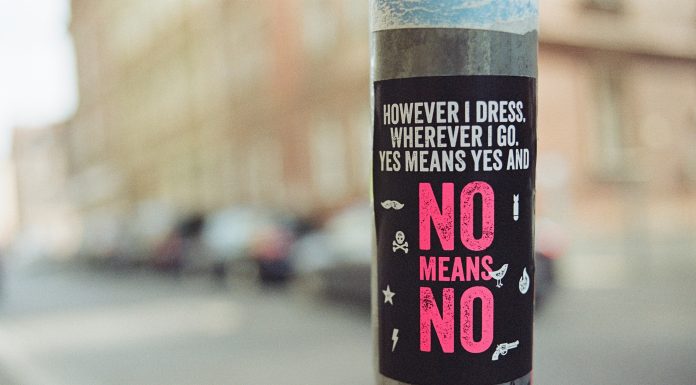 HOWEVER I DRESS.
WHEREVER I GO.
YES MEANS YES AND
NO
MEANS
NO